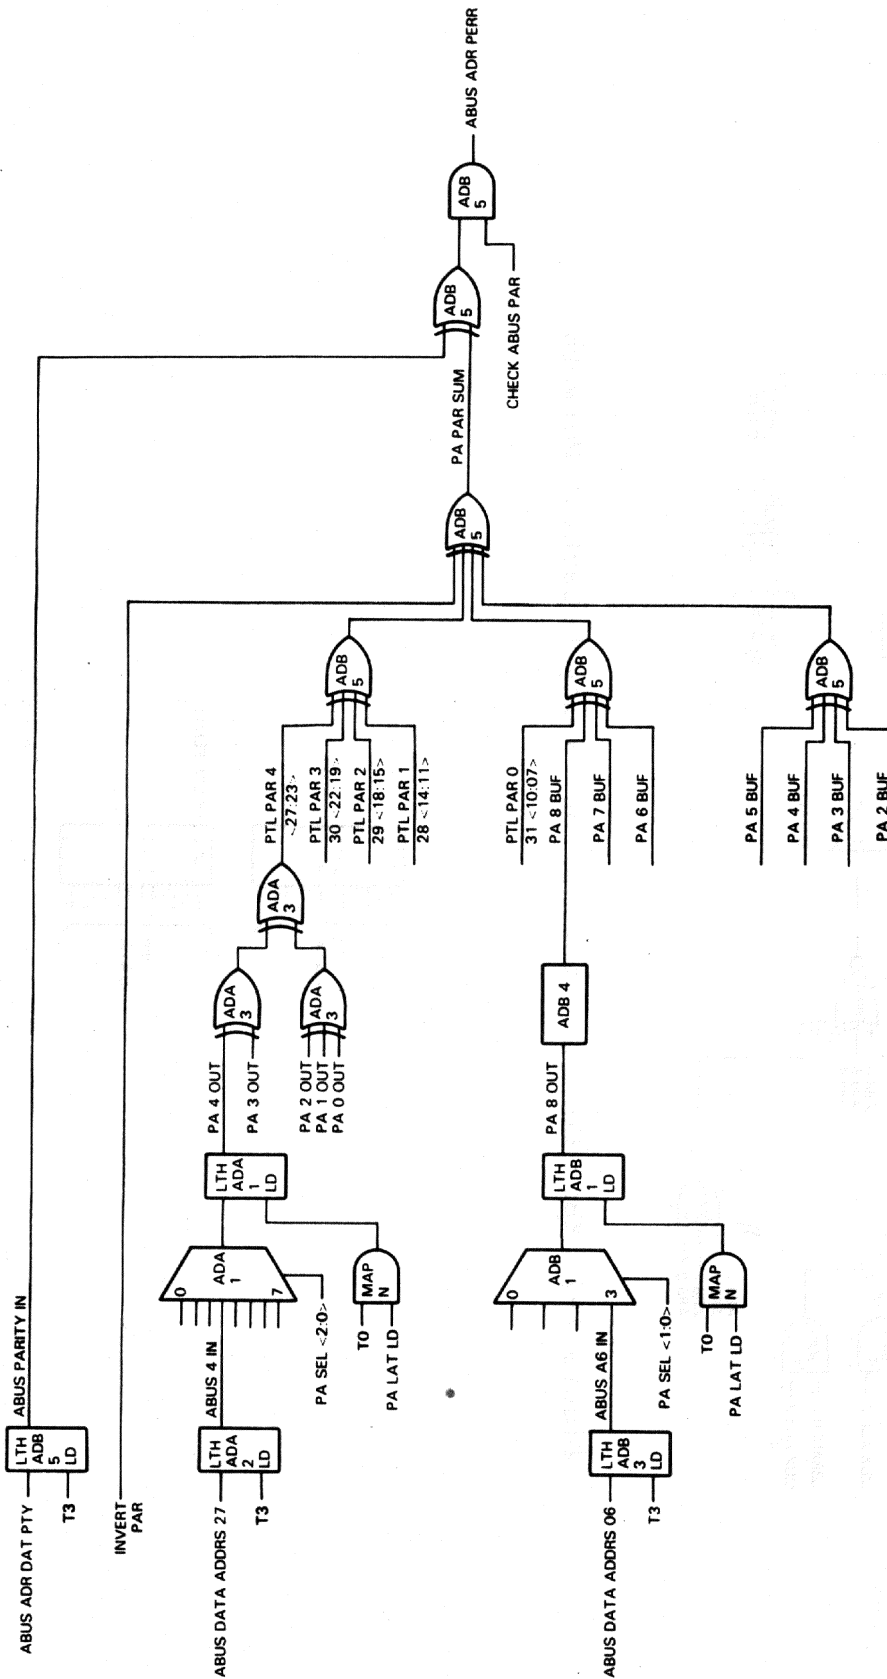 ABUS ADR DAT PTY
T3
LTH
ADB
5
LD
ABUS PARITY IN
INVERT
PAR
ABUS DATA ADDRS 27
T3
LTH
ADA
2
LD
ABUS 4 IN
0
ADA
1
7
PA SEL <2:0>
T0
PA LAT LD
MAP
N
LTH
ADA
1
LD
PA 4 OUT
PA 3 OUT
PA 2 OUT
PA 1 OUT
PA 0 OUT
ADA
3
ADA
3
ADA
3
PTL PAR 4
<27:23>
PTL PAR 3
30 <22:19>
PTL PAR 2
29 <18:15>
PTL PAR 1
28 <14:11>
ADB
5
ABUS DATA ADDRS 06
T3
LTH
ADB
3
LD
ABUS A6 IN
0
ADB
1
3
PA SEL <1:0>
T0
PA LAT LD
MAP
N
LTH
ADB
1
LD
PA 8 OUT
ADB 4
PTL PAR 0
31 <10:07>
PA 8 BUF
PA 7 BUF
PA 6 BUF
ADB
5
PA 5 BUF
PA 4 BUF
PA 3 BUF
PA 2 BUF
ADB
5
ADB
5
PA PAR SUM
ADB
5
CHECK ABUS PAR
ADB
5
ABUS ADR PERR